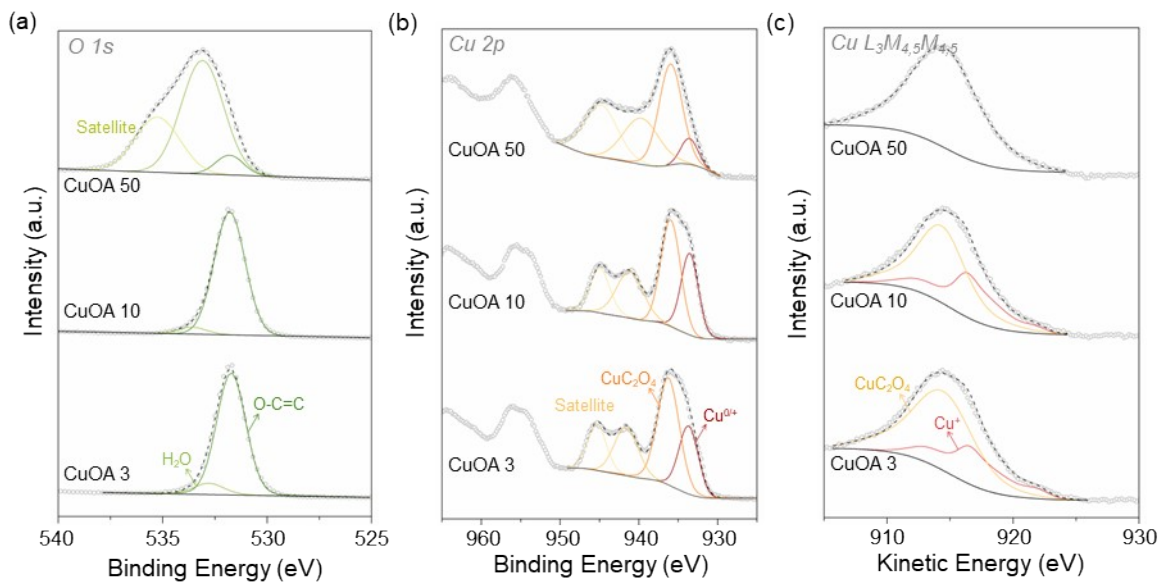 (a)
O 1s
Satellite
CuOA 50
CuOA 10
O-C=C
H₂O
CuOA 3
540 535 530 525
Binding Energy (eV)
Intensity (a.u.)
(b)
Cu 2p
CuOA 50
CuOA 10
CuC₂O₄
Satellite
Cu⁰/⁺
CuOA 3
960 950 940 930
Binding Energy (eV)
Intensity (a.u.)
(c)
Cu L₃M₄,₅M₄,₅
CuOA 50
CuOA 10
CuC₂O₄
Cu⁺
CuOA 3
910 920 930
Kinetic Energy (eV)
Intensity (a.u.)